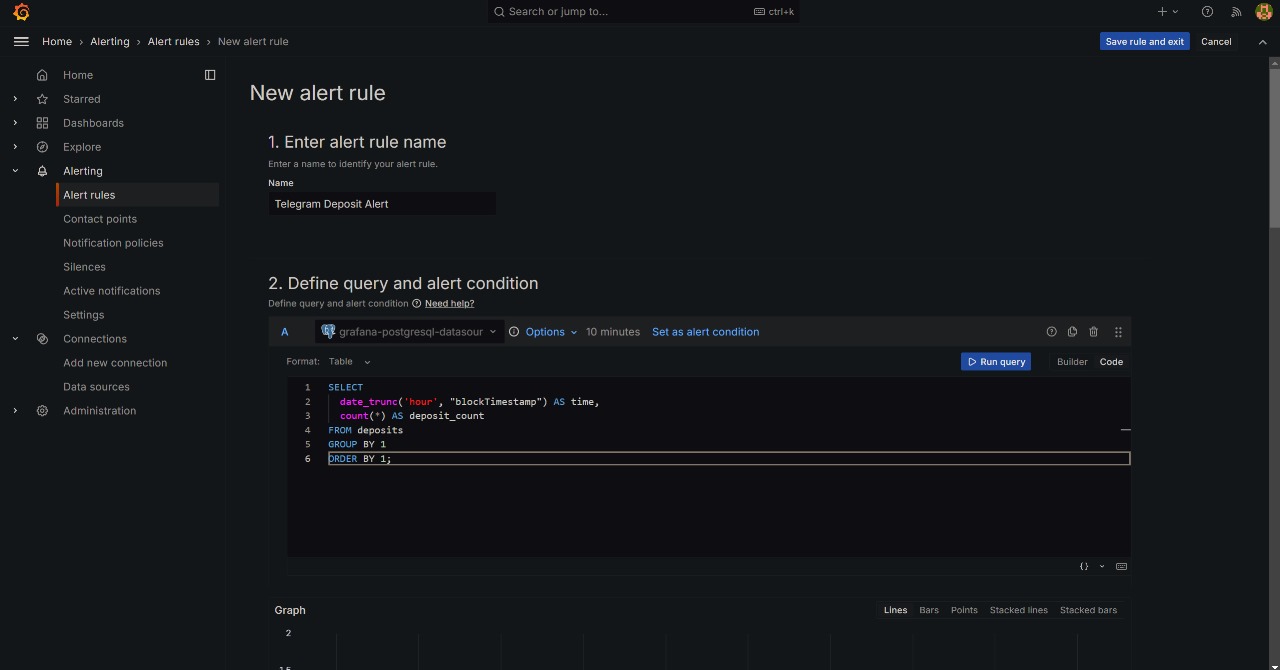 Search or jump to... ctrl+k
Home › Alerting › Alert rules › New alert rule Save rule and exit Cancel
Home
Starred
Dashboards
Explore
Alerting
Alert rules
Contact points
Notification policies
Silences
Active notifications
Settings
Connections
Add new connection
Data sources
Administration
New alert rule
1. Enter alert rule name
Enter a name to identify your alert rule.
Name
Telegram Deposit Alert
2. Define query and alert condition
Define query and alert condition Need help?
A grafana-postgresql-datasour Options 10 minutes Set as alert condition
Format: Table Run query Builder Code
1 SELECT
2 date_trunc('hour', "blockTimestamp") AS time,
3 count(*) AS deposit_count
4 FROM deposits
5 GROUP BY 1
6 ORDER BY 1;
{}
Graph Lines Bars Points Stacked lines Stacked bars
2
1.5